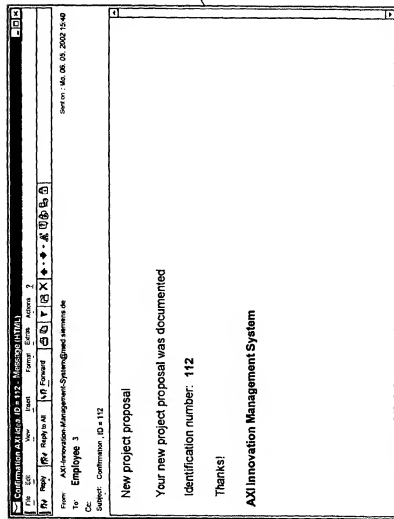 Confirmation AXI Idea, ID = 112 - Message (HTML)
File Edit View Insert Format Extras Actions ?
Reply Reply to All Forward
From: AXI-Innovation-Management-System@med siemens de
Sent on : Mo. 06. 05. 2002 15:40
To: Employee 3
Cc:
Subject: Confirmation , ID = 112
New project proposal
Your new project proposal was documented
Identification number: 112
Thanks!
AXI Innovation Management System